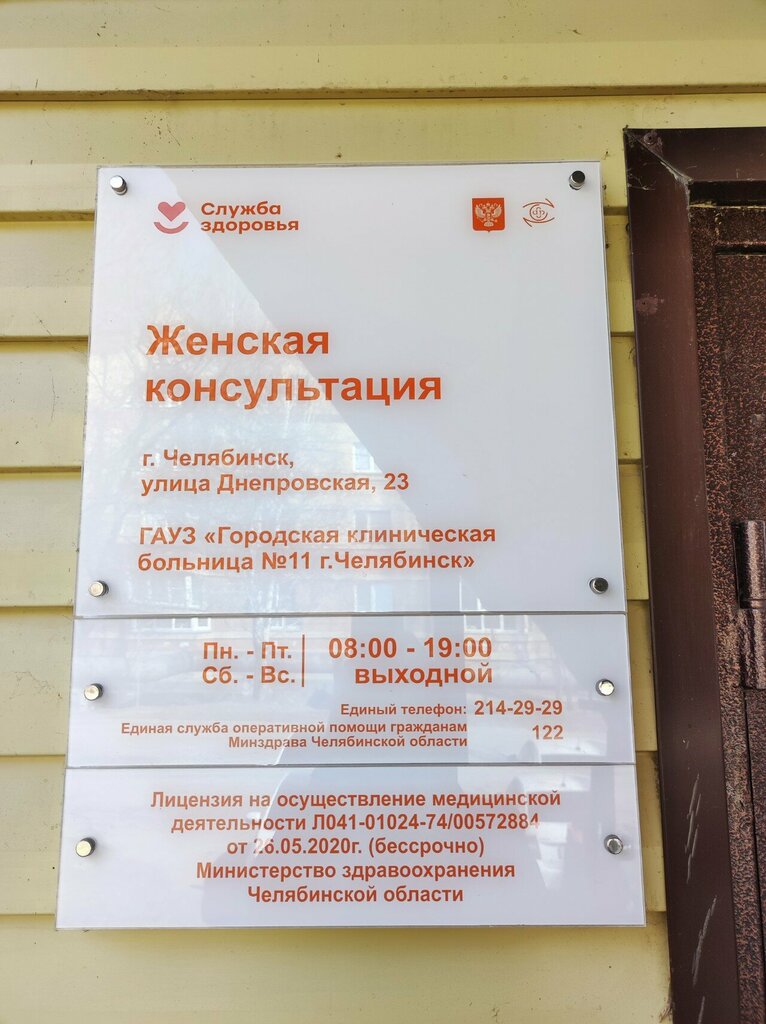 Служба
здоровья
Женская
консультация
г. Челябинск,
улица Днепровская, 23
ГАУЗ «Городская клиническая
больница №11 г.Челябинск»
Пн. - Пт. 08:00 - 19:00
Сб. - Вс. выходной
Единый телефон: 214-29-29
Единая служба оперативной помощи гражданам 122
Минздрава Челябинской области
Лицензия на осуществление медицинской
деятельности Л041-01024-74/00572884
от 26.05.2020г. (бессрочно)
Министерство здравоохранения
Челябинской области